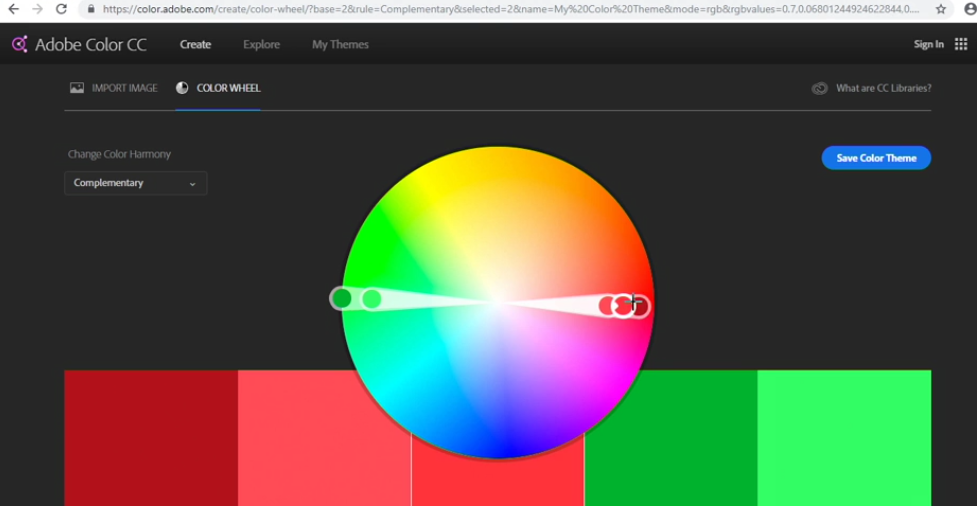 https://color.adobe.com/create/color-wheel/?base=2&rule=Complementary&selected=2&name=My%20Color%20Theme&mode=rgb&rgbvalues=0.7,0.06801244924622844,0....
Adobe Color CC Create Explore My Themes Sign In
IMPORT IMAGE COLOR WHEEL What are CC Libraries?
Change Color Harmony
Save Color Theme
Complementary